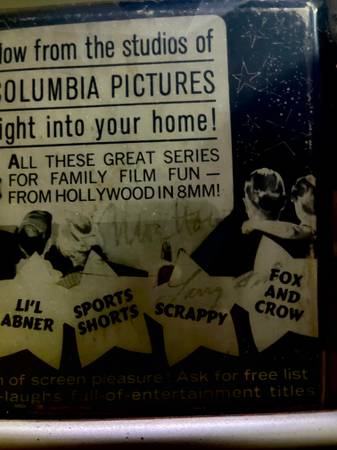 low from the studios of
OLUMBIA PICTURES
ight into your home!
ALL THESE GREAT SERIES
FOR FAMILY FILM FUN —
FROM HOLLYWOOD IN 8MM!
LI'L
ABNER
SPORTS
SHORTS
SCRAPPY
FOX
AND
CROW
n of screen pleasure! Ask for free list
-laughs full-of-entertainment titles